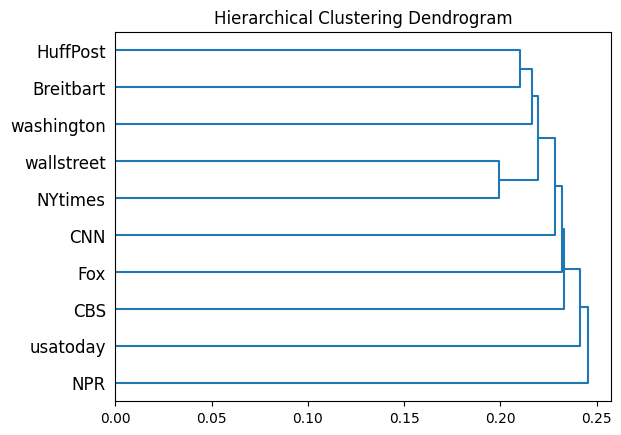 Hierarchical Clustering Dendrogram
HuffPost
Breitbart
washington
wallstreet
NYtimes
CNN
Fox
CBS
usatoday
NPR
0.00 0.05 0.10 0.15 0.20 0.25